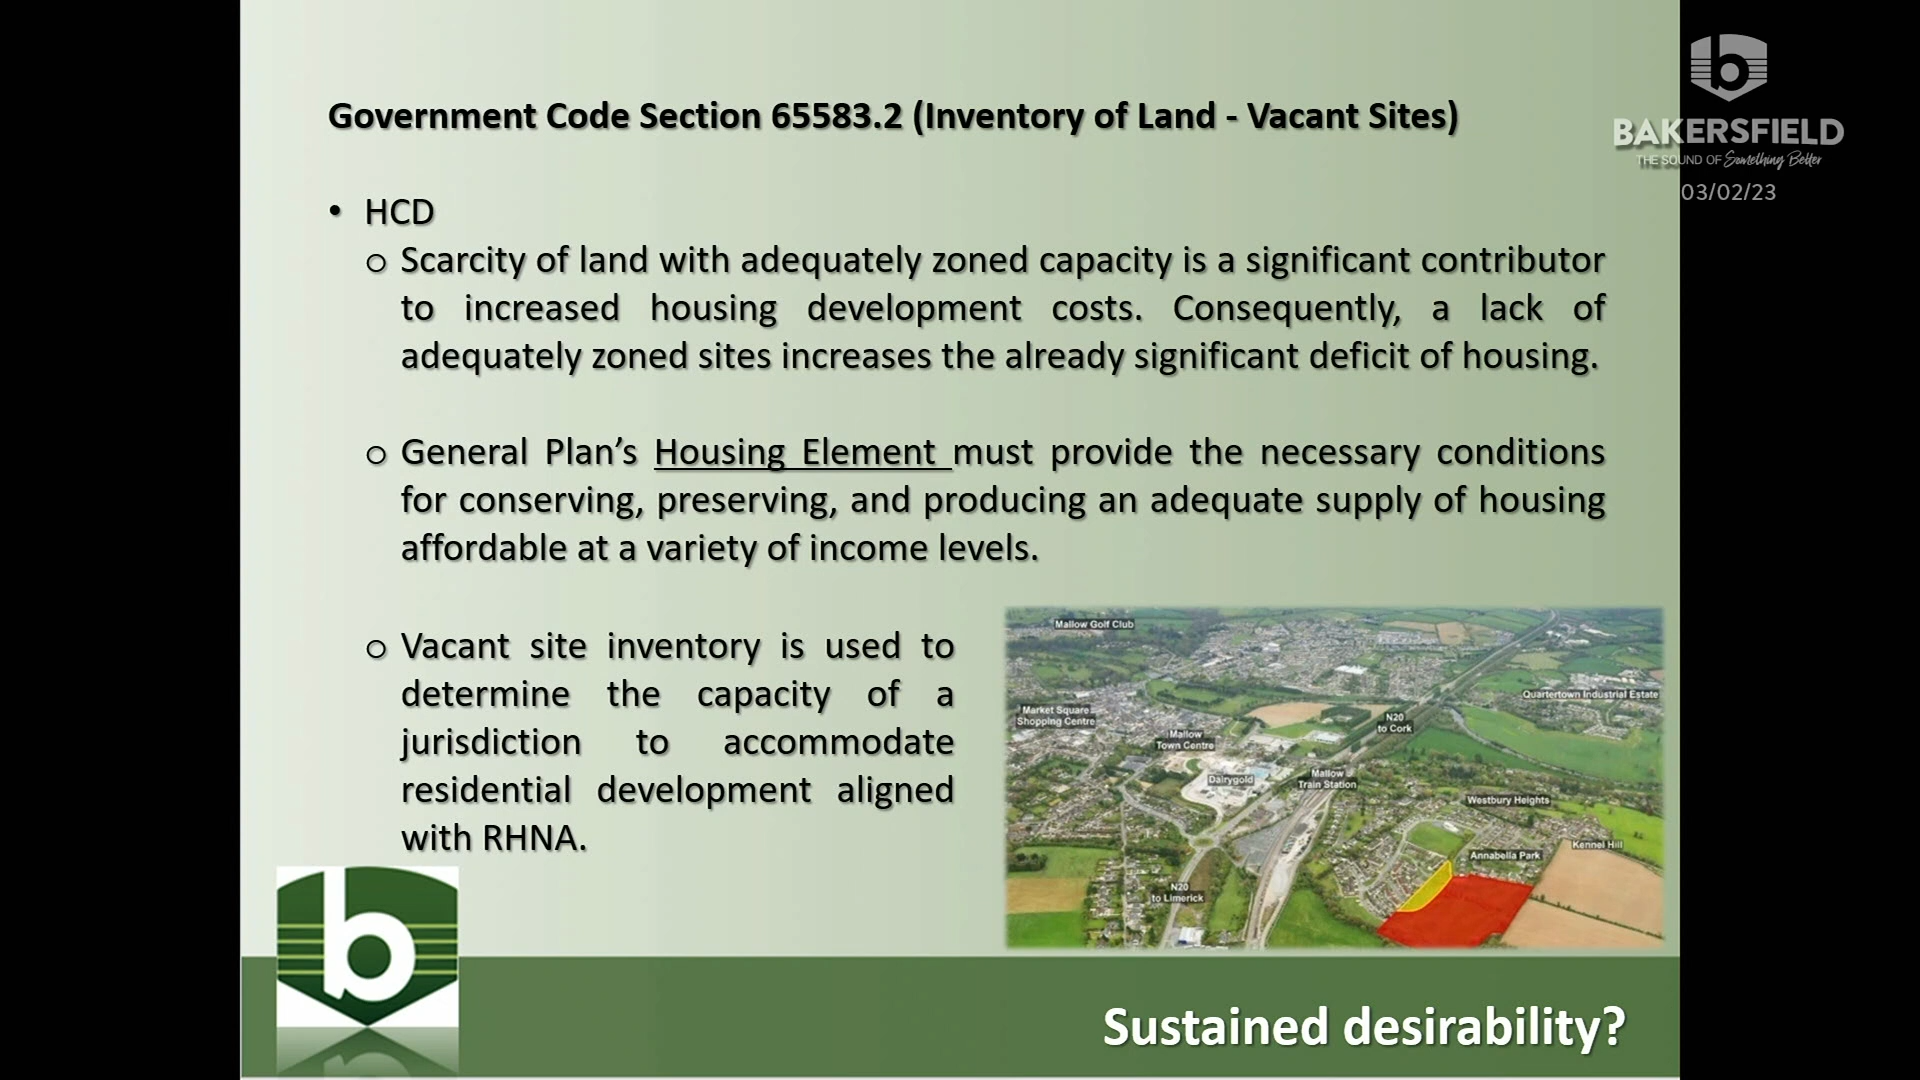 Government Code Section 65583.2 (Inventory of Land - Vacant Sites)
• HCD
o Scarcity of land with adequately zoned capacity is a significant contributor
to increased housing development costs. Consequently, a lack of
adequately zoned sites increases the already significant deficit of housing.
o General Plan’s Housing Element must provide the necessary conditions
for conserving, preserving, and producing an adequate supply of housing
affordable at a variety of income levels.
o Vacant site inventory is used to
determine the capacity of a
jurisdiction to accommodate
residential development aligned
with RHNA.
Mallow Golf Club
Quartertown Industrial Estate
Market Square
Shopping Centre
N20
to Cork
Mallow
Town Centre
Dairygold
Mallow
Train Station
Westbury Heights
Kennel Hill
Annabella Park
N20
to Limerick
b
Sustained desirability?
b
BAKERSFIELD
THE SOUND OF Something Better
03/02/23